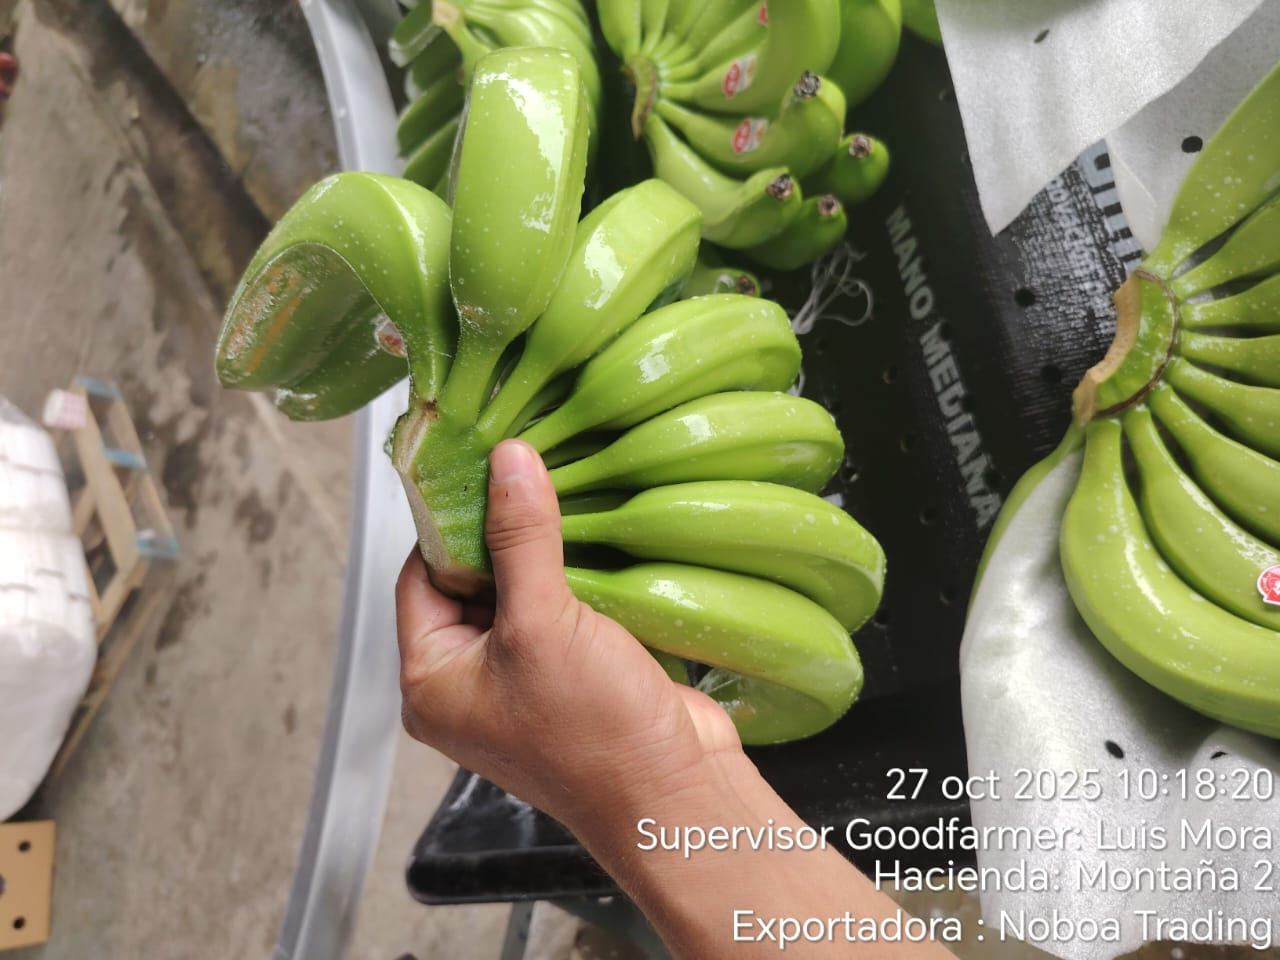 MANO MEDIANA
27 oct 2025 10:18:20
Supervisor Goodfarmer: Luis Mora
Hacienda: Montaña 2
Exportadora : Noboa Trading